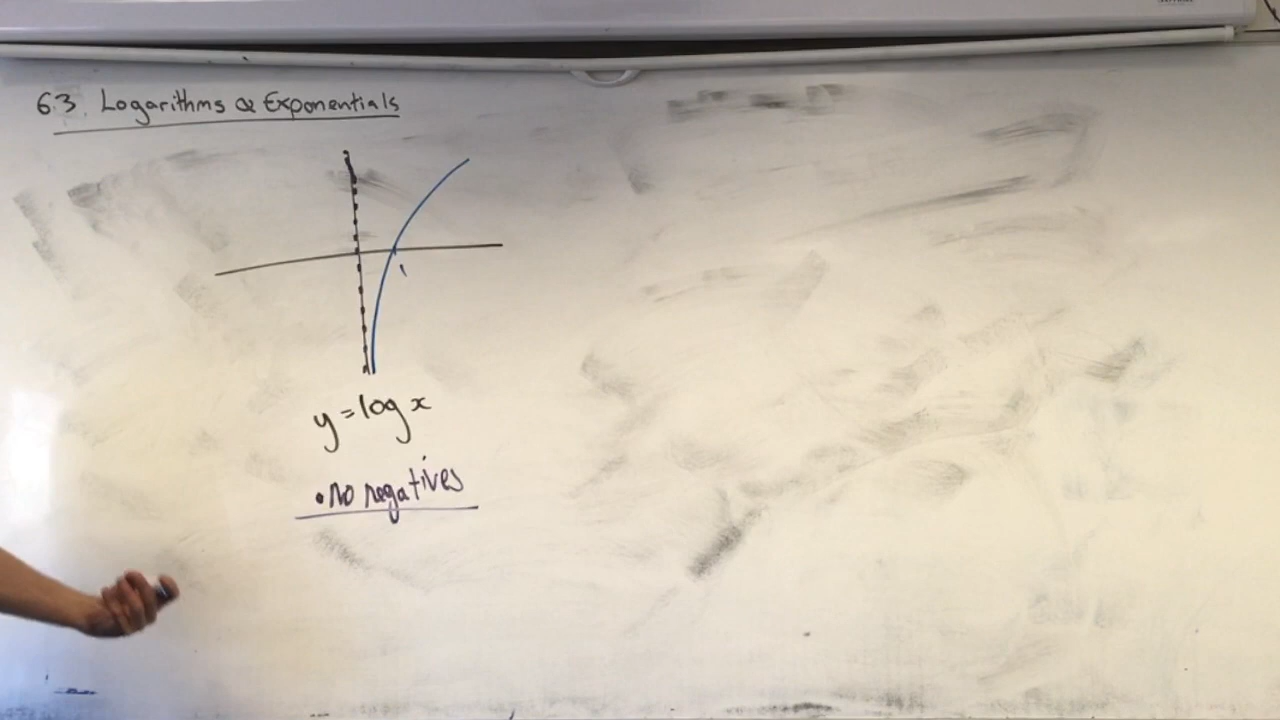 6.3 Logarithms & Exponentials
1
y = log x
• no negatives